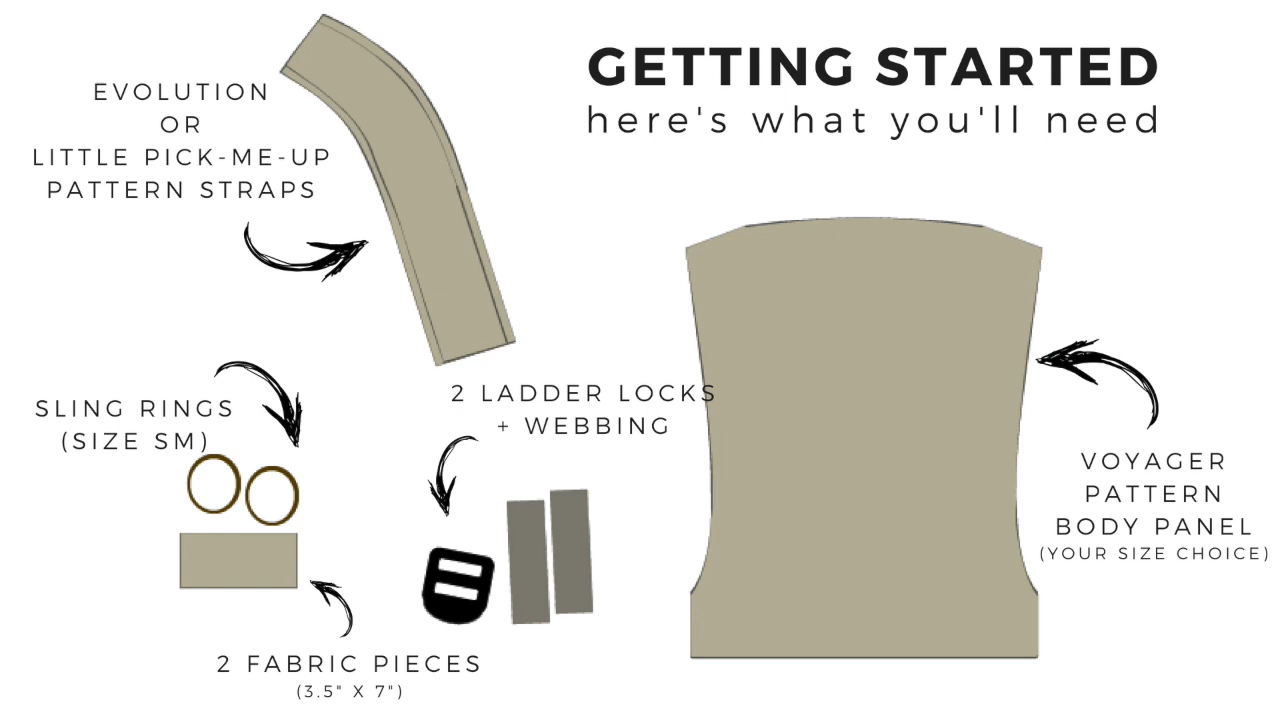 GETTING STARTED
here's what you'll need
EVOLUTION
OR
LITTLE PICK-ME-UP
PATTERN STRAPS
SLING RINGS
(SIZE SM)
2 LADDER LOCKS
+ WEBBING
VOYAGER
PATTERN
BODY PANEL
(YOUR SIZE CHOICE)
2 FABRIC PIECES
(3.5" X 7")